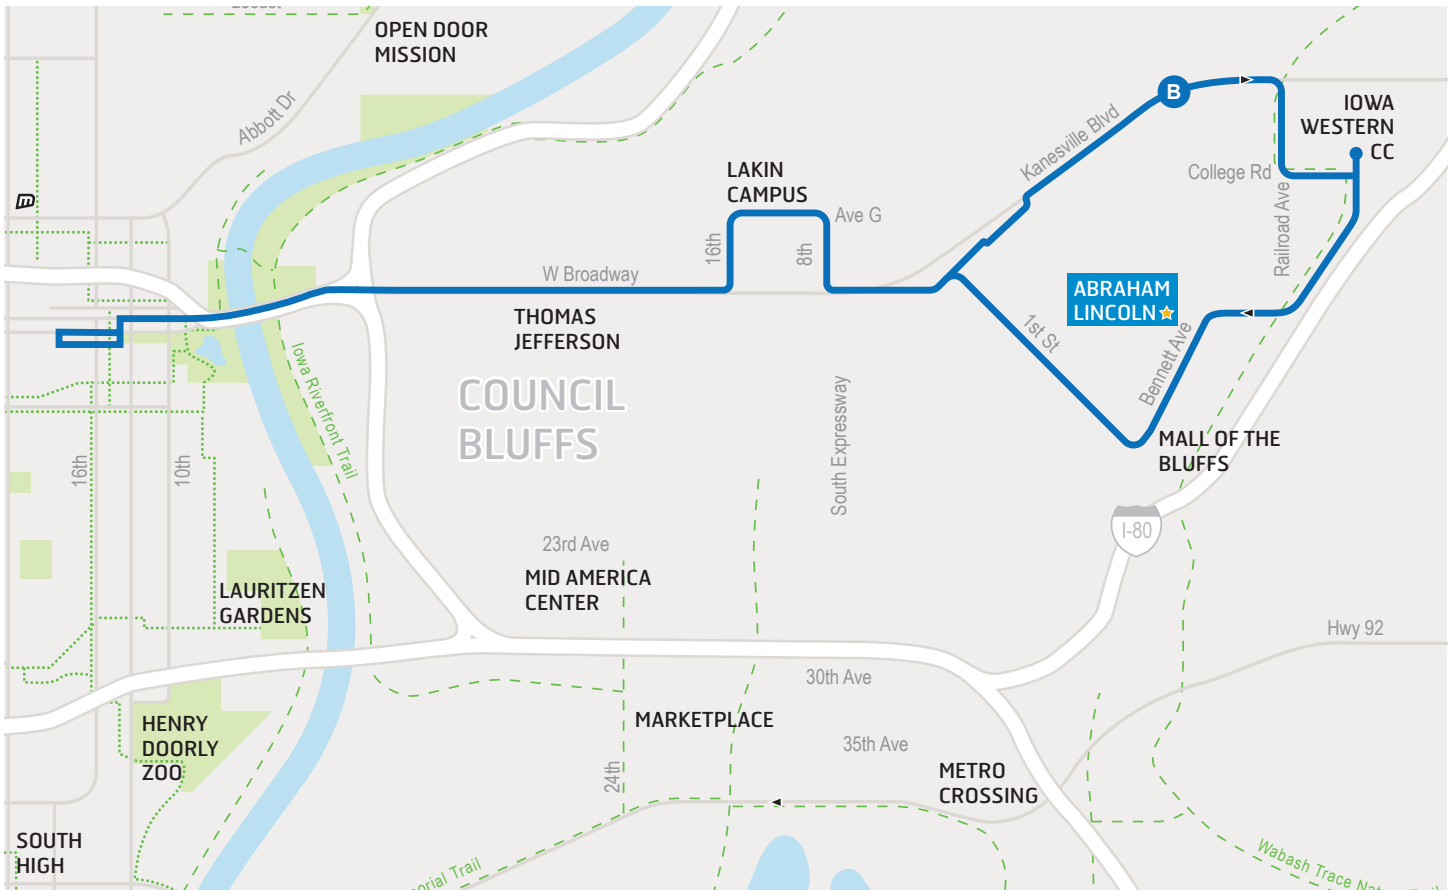 OPEN DOOR
MISSION
Abbott Dr
B
IOWA
WESTERN
CC
Kanesville Blvd
College Rd
Railroad Ave
LAKIN
CAMPUS
Ave G
16th
8th
W Broadway
ABRAHAM
LINCOLN
THOMAS
JEFFERSON
1st St
Bennett Ave
Iowa Riverfront Trail
COUNCIL
BLUFFS
South Expressway
MALL OF THE
BLUFFS
16th
10th
I-80
23rd Ave
MID AMERICA
CENTER
LAURITZEN
GARDENS
Hwy 92
30th Ave
MARKETPLACE
HENRY
DOORLY
ZOO
35th Ave
24th
METRO
CROSSING
SOUTH
HIGH
orial Trail
Wabash Trace Na